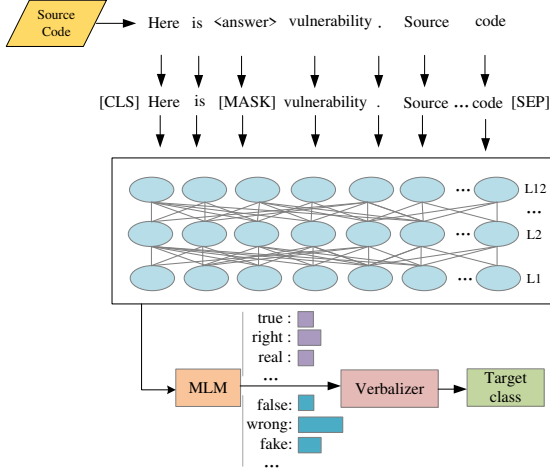 Source Code
Here is <answer> vulnerability . Source code
[CLS] Here is [MASK] vulnerability . Source ... code [SEP]
... L12
...
... L2
... L1
true :
right :
real :
...
MLM
Verbalizer
Target class
false:
wrong:
fake:
...